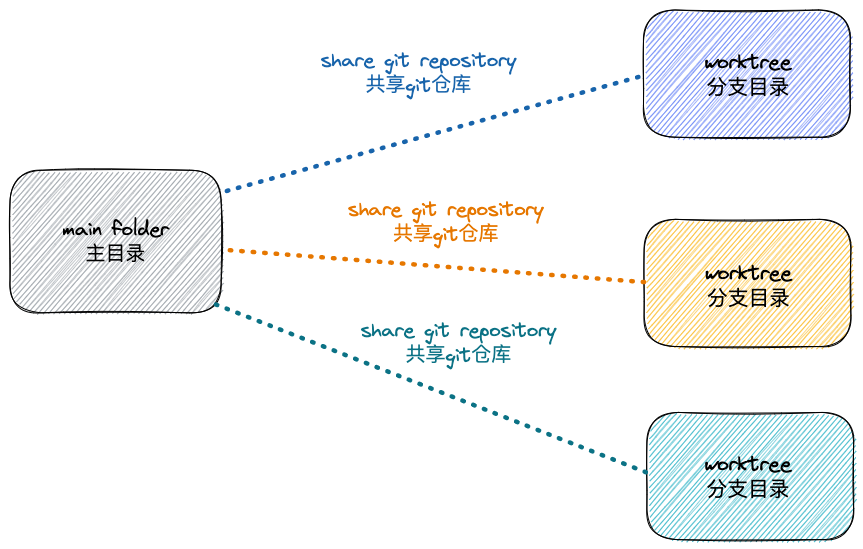 share git repository
共享git仓库
worktree
分支目录
main folder
主目录
share git repository
共享git仓库
worktree
分支目录
share git repository
共享git仓库
worktree
分支目录